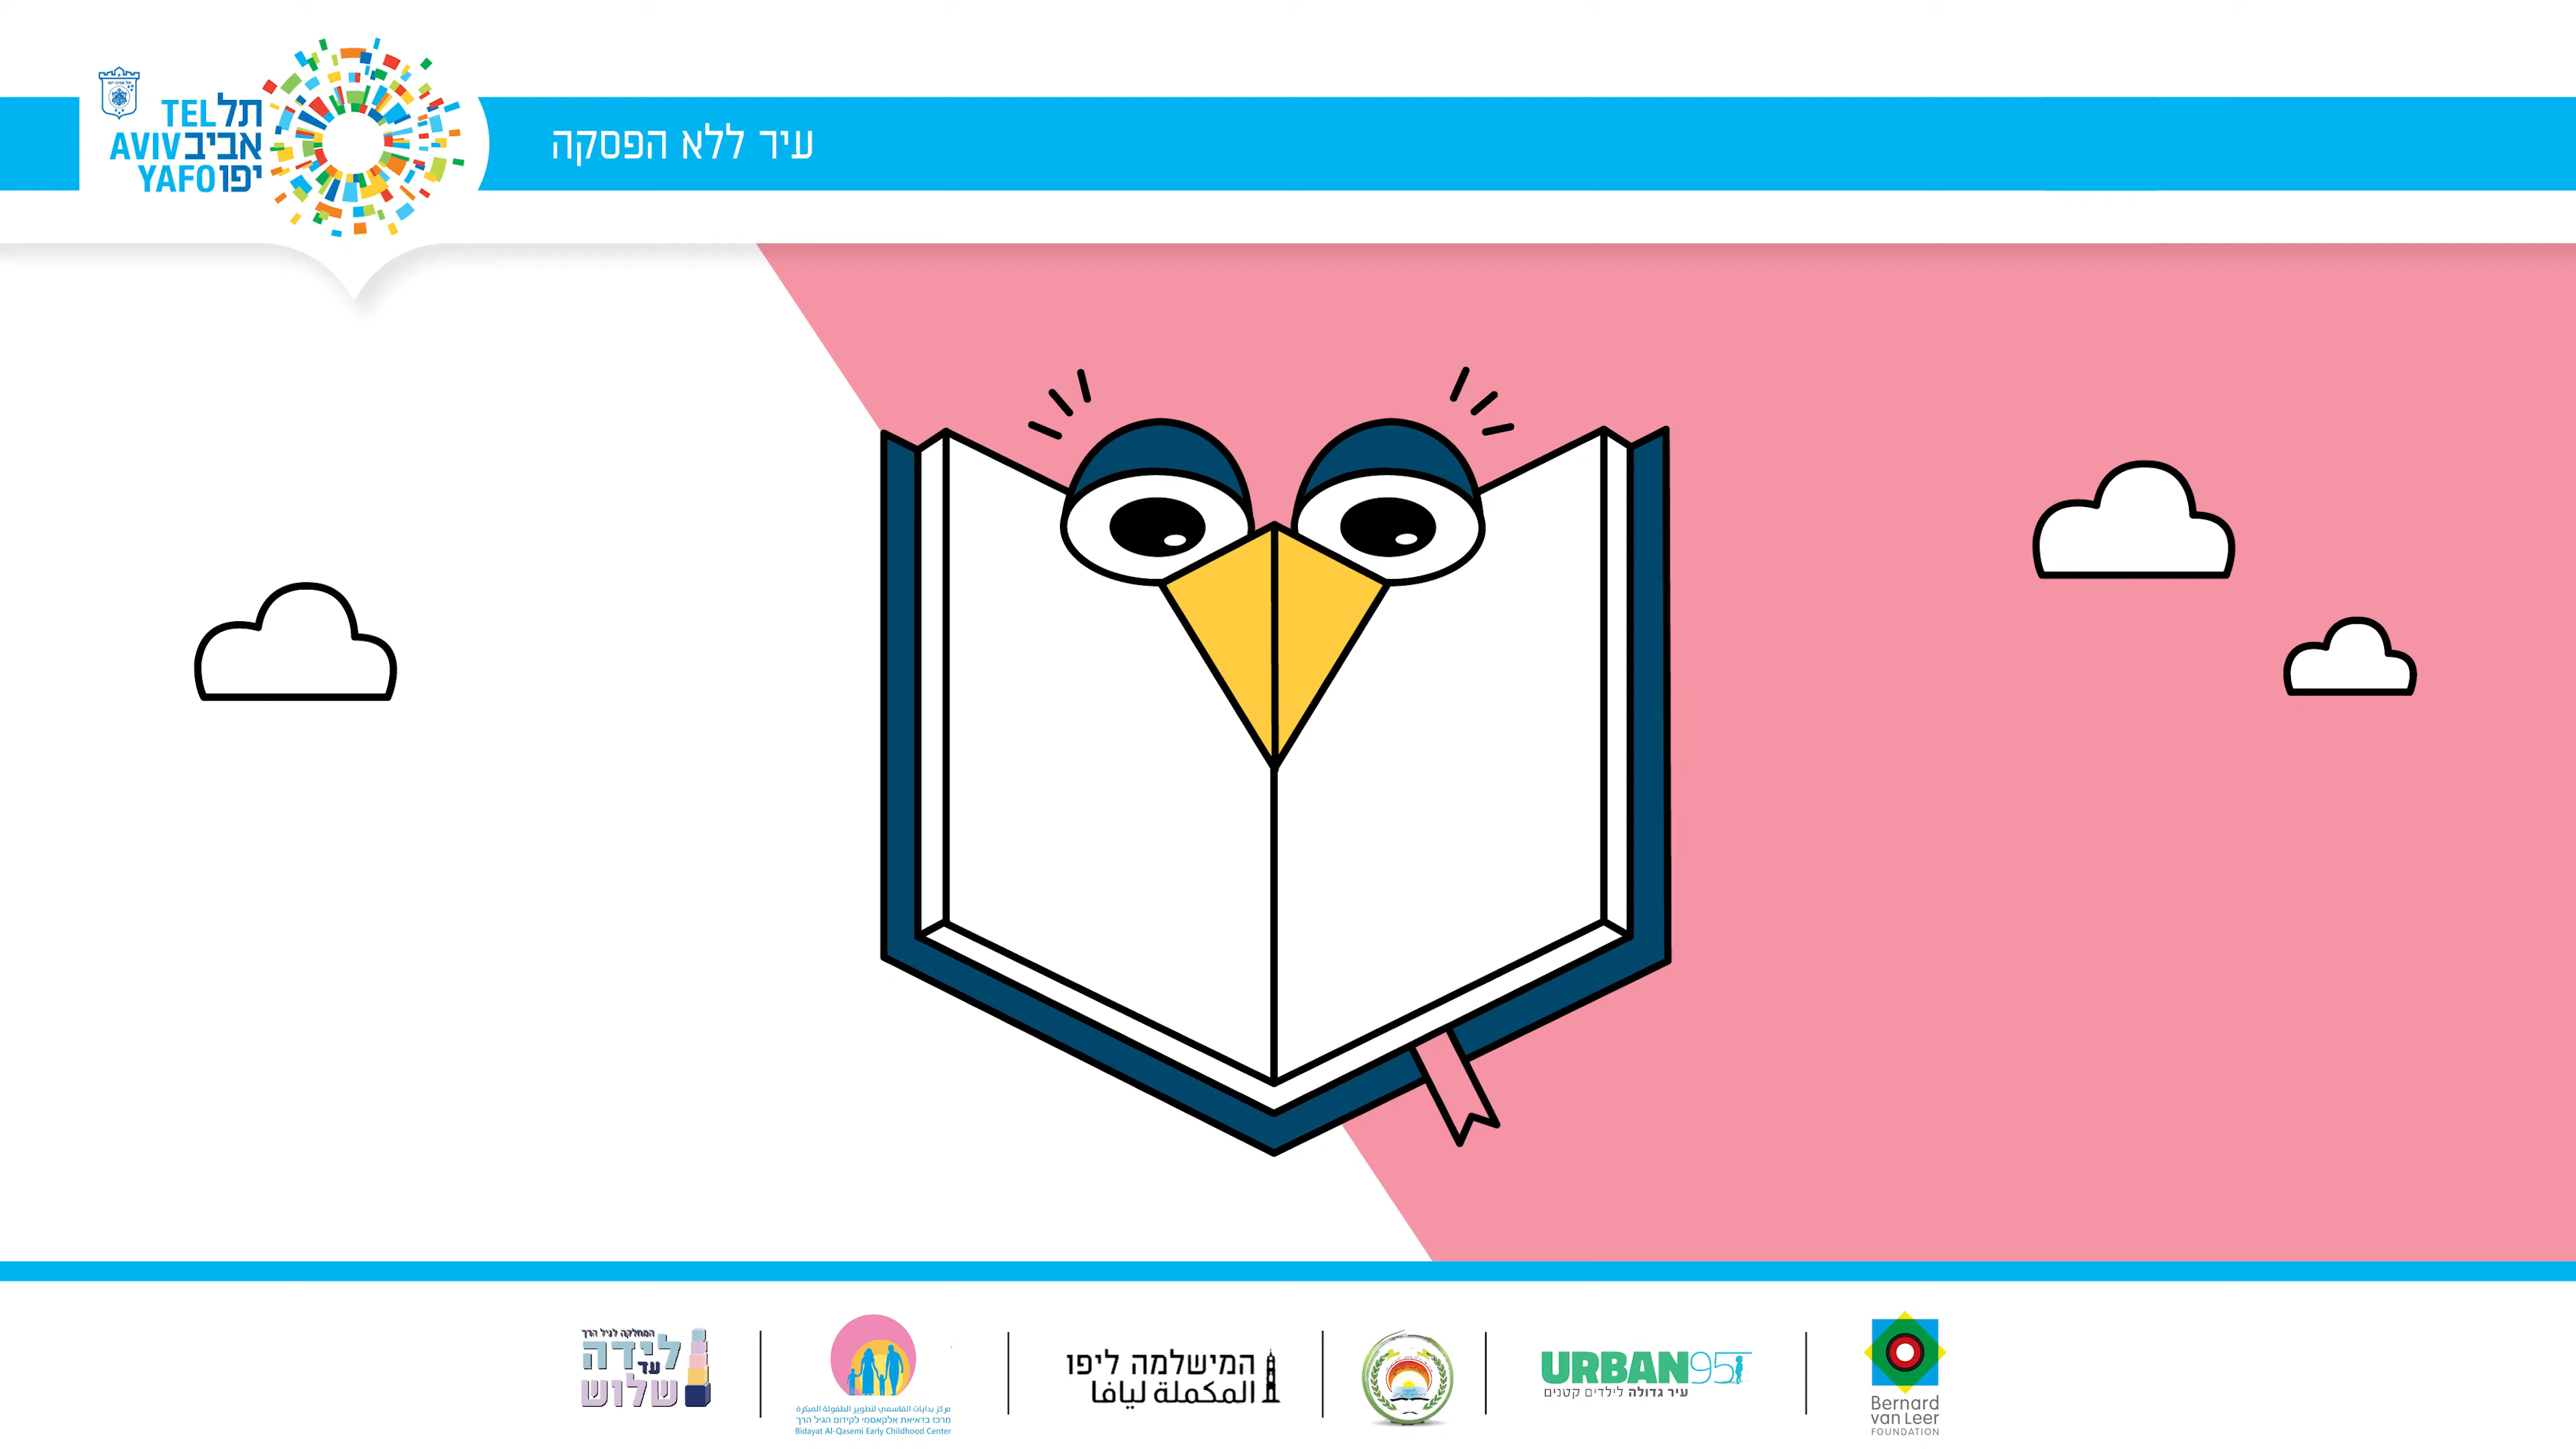 תל TEL
אביב AVIV
יפו YAFO
עיר ללא הפסקה
המחלקה לגיל הרך
לידה
עד
שלוש
مركز بدايات القاسمي لتطوير الطفولة المبكرة
מרכז בדאיאת אלקאסמי לקידום הגיל הרך
Bidayat Al-Qasemi Early Childhood Center
המישלמה ליפו
המكملة ليافا
URBAN95
עיר גדולה לילדים קטנים
Bernard
van Leer
FOUNDATION